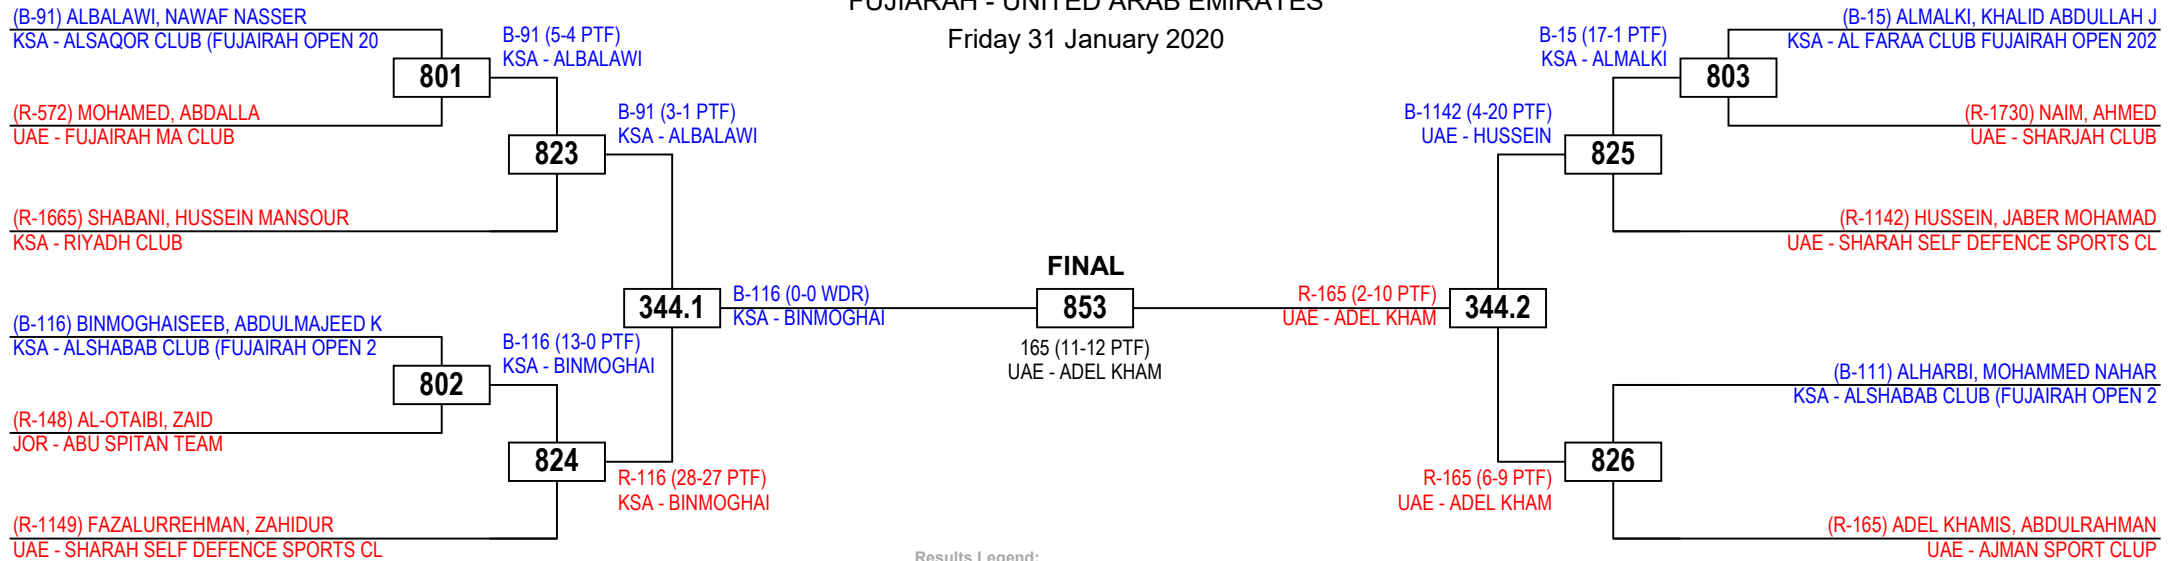 FUJIARAH - UNITED ARAB EMIRATES
Friday 31 January 2020
(B-91) ALBALAWI, NAWAF NASSER
KSA - ALSAQOR CLUB (FUJAIRAH OPEN 20
801
B-91 (5-4 PTF)
KSA - ALBALAWI
(R-572) MOHAMED, ABDALLA
UAE - FUJAIRAH MA CLUB
823
B-91 (3-1 PTF)
KSA - ALBALAWI
(R-1665) SHABANI, HUSSEIN MANSOUR
KSA - RIYADH CLUB
344.1
B-116 (0-0 WDR)
KSA - BINMOGHAI
(B-116) BINMOGHAISEEB, ABDULMAJEED K
KSA - ALSHABAB CLUB (FUJAIRAH OPEN 2
802
B-116 (13-0 PTF)
KSA - BINMOGHAI
(R-148) AL-OTAIBI, ZAID
JOR - ABU SPITAN TEAM
824
R-116 (28-27 PTF)
KSA - BINMOGHAI
(R-1149) FAZALURREHMAN, ZAHIDUR
UAE - SHARAH SELF DEFENCE SPORTS CL
FINAL
853
165 (11-12 PTF)
UAE - ADEL KHAM
(B-15) ALMALKI, KHALID ABDULLAH J
KSA - AL FARAA CLUB FUJAIRAH OPEN 202
B-15 (17-1 PTF)
KSA - ALMALKI
803
(R-1730) NAIM, AHMED
UAE - SHARJAH CLUB
B-1142 (4-20 PTF)
UAE - HUSSEIN
825
(R-1142) HUSSEIN, JABER MOHAMAD
UAE - SHARAH SELF DEFENCE SPORTS CL
R-165 (2-10 PTF)
UAE - ADEL KHAM
344.2
(B-111) ALHARBI, MOHAMMED NAHAR
KSA - ALSHABAB CLUB (FUJAIRAH OPEN 2
826
R-165 (6-9 PTF)
UAE - ADEL KHAM
(R-165) ADEL KHAMIS, ABDULRAHMAN
UAE - AJMAN SPORT CLUP
Results Legend: